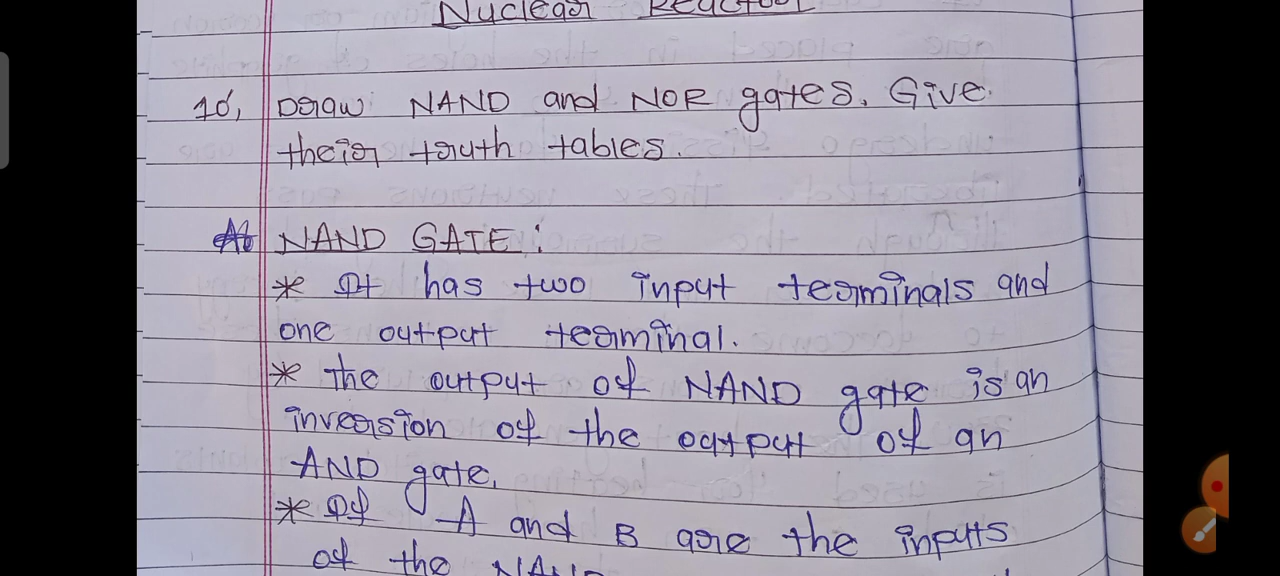 Nuclear Reactor
10, Draw NAND and NOR gates. Give
their truth tables.
A) NAND GATE :
* It has two input terminals and
one output terminal.
* The output of NAND gate is an
inversion of the output of an
AND gate.
* If A and B are the inputs
of the NAND